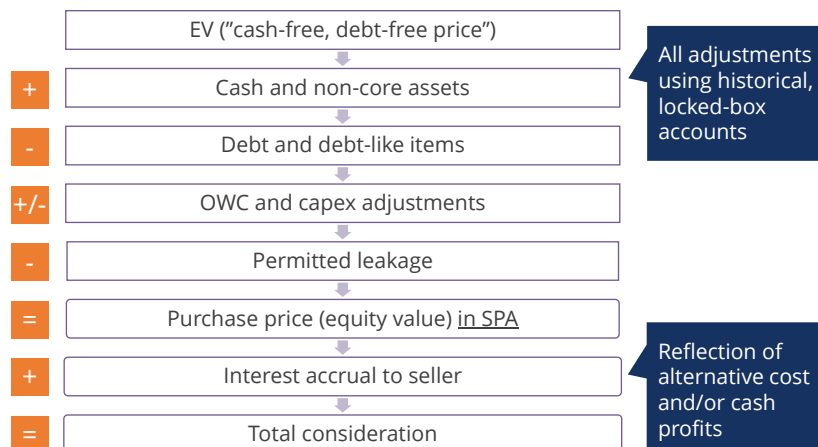 EV (”cash-free, debt-free price”)
All adjustments
using historical,
locked-box
accounts
+
Cash and non-core assets
-
Debt and debt-like items
+/-
OWC and capex adjustments
-
Permitted leakage
=
Purchase price (equity value) in SPA
Reflection of
alternative cost
and/or cash
profits
+
Interest accrual to seller
=
Total consideration